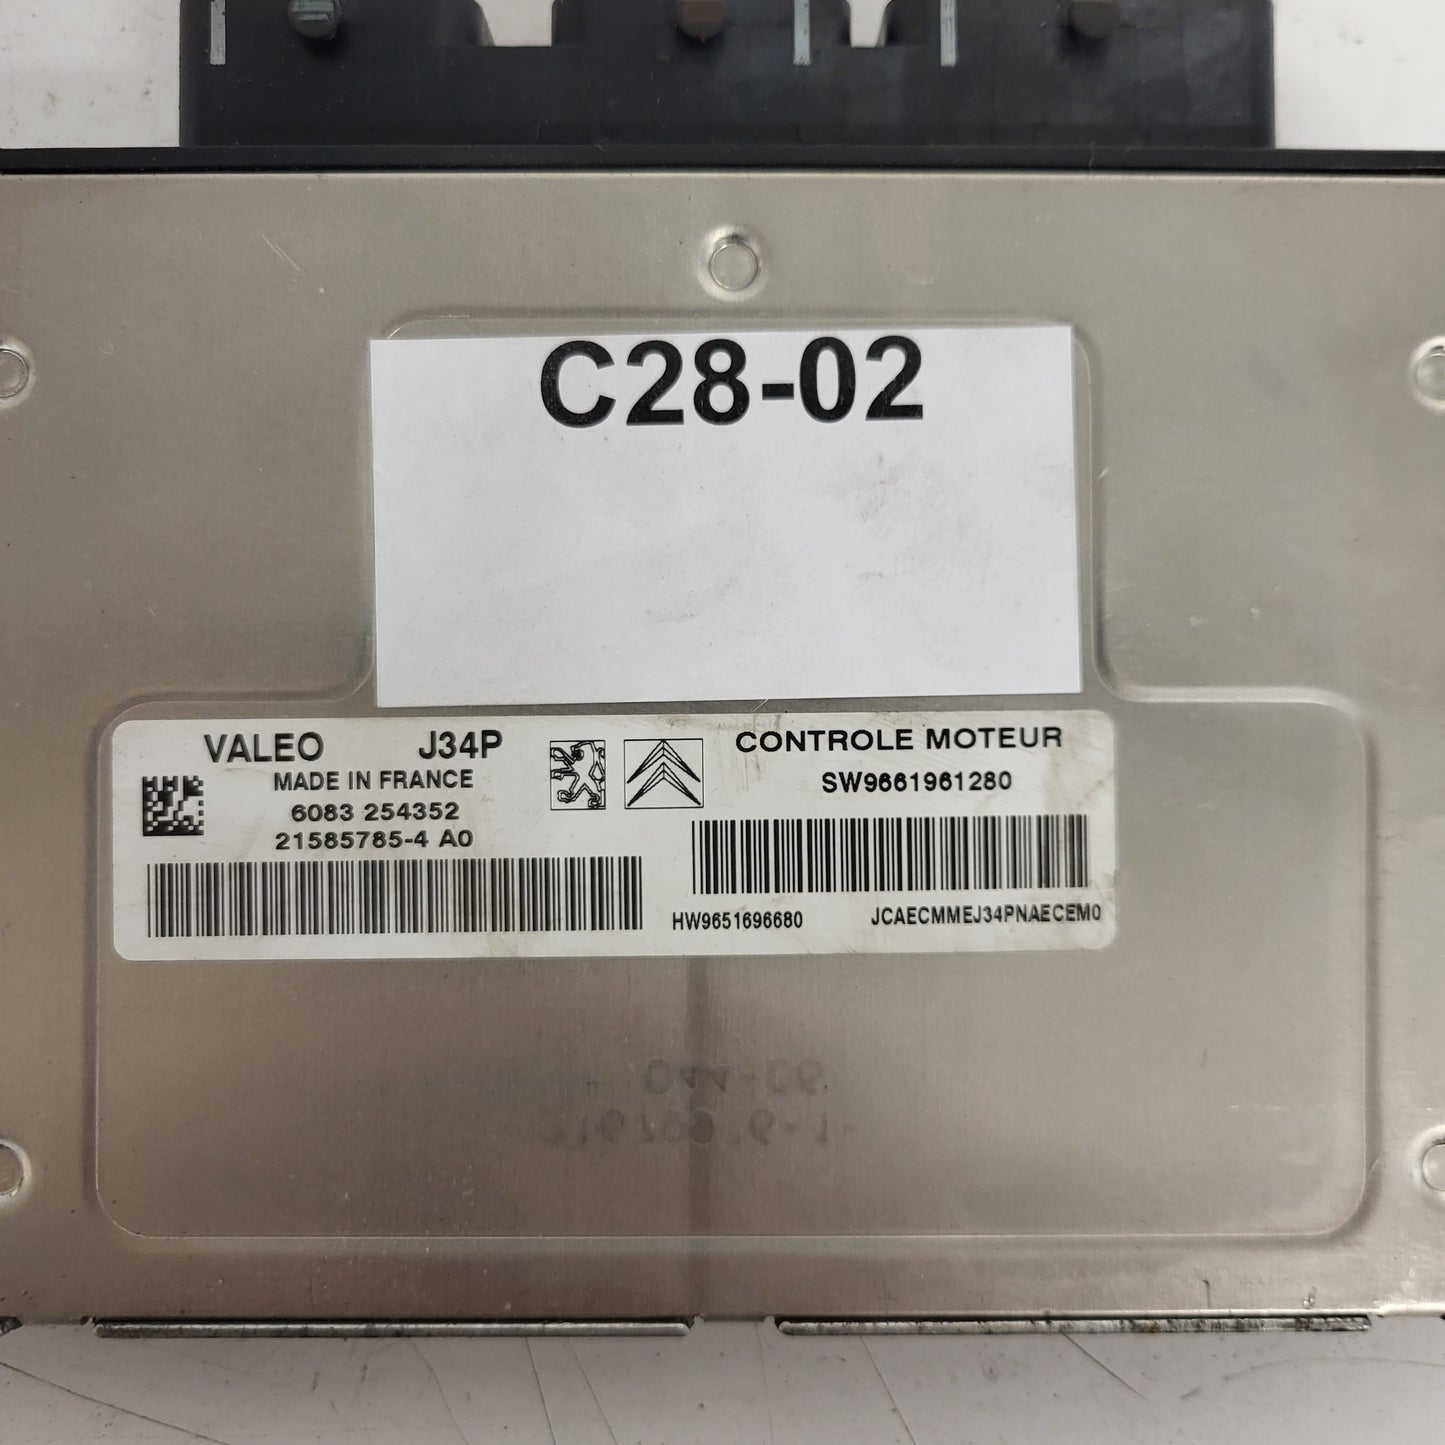 C28-02
VALEO J34P
MADE IN FRANCE
6083 254352
21585785-4 A0
CONTROLE MOTEUR
SW9661961280
HW9651696680 JCAECMMEJ34PNAECEM0